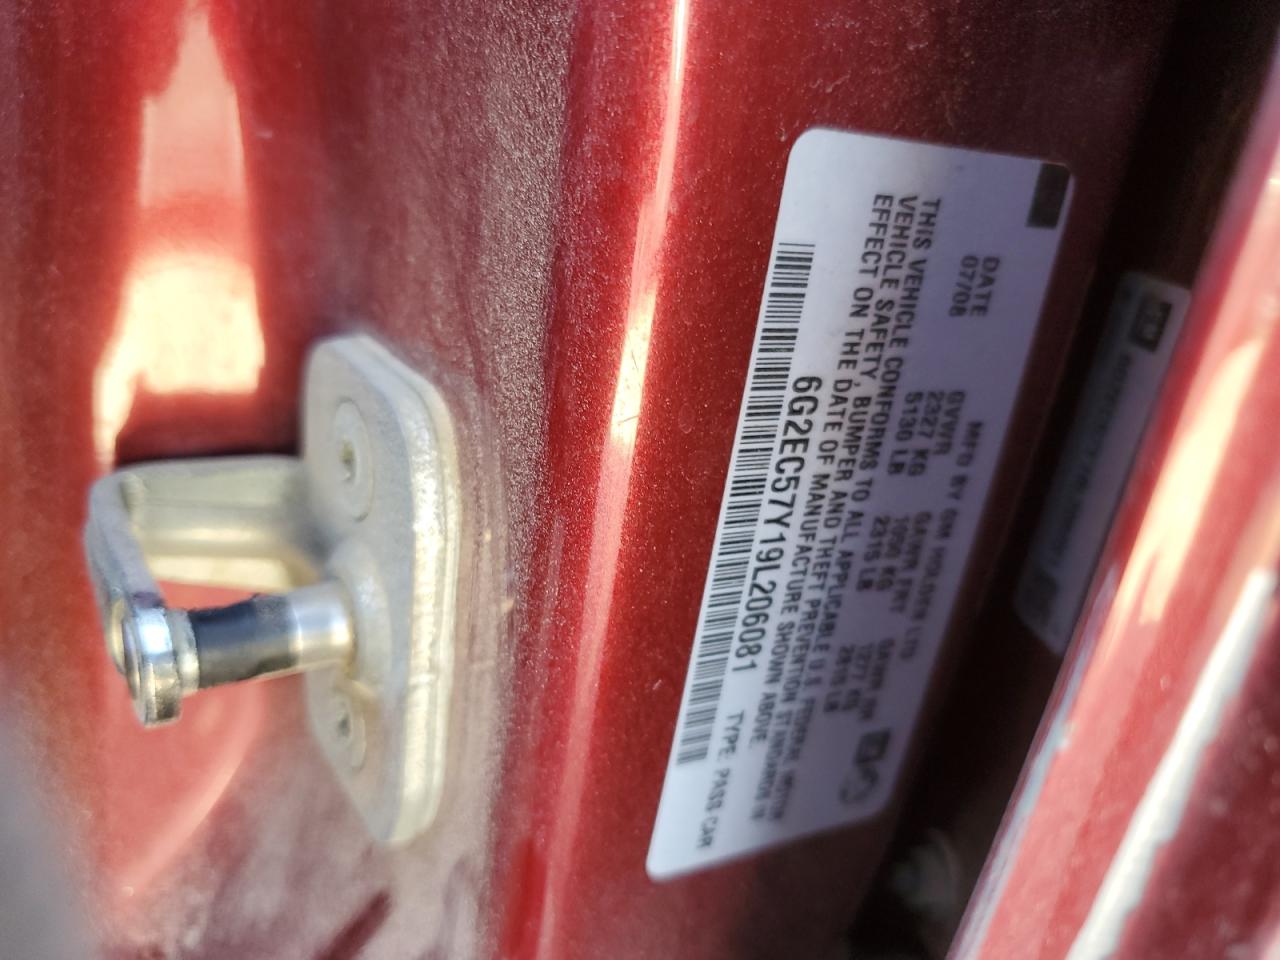 MFD BY GM HOLDEN LTD
DATE GVWR GAWR FRT GAWR RR
07/08 2327 KG 1050 KG 1277 KG
5130 LB 2315 LB 2815 LB
THIS VEHICLE CONFORMS TO ALL APPLICABLE U.S. FEDERAL MOTOR
VEHICLE SAFETY, BUMPER AND THEFT PREVENTION STANDARDS IN
EFFECT ON THE DATE OF MANUFACTURE SHOWN ABOVE.
6G2EC57Y19L206081 TYPE: PASS CAR